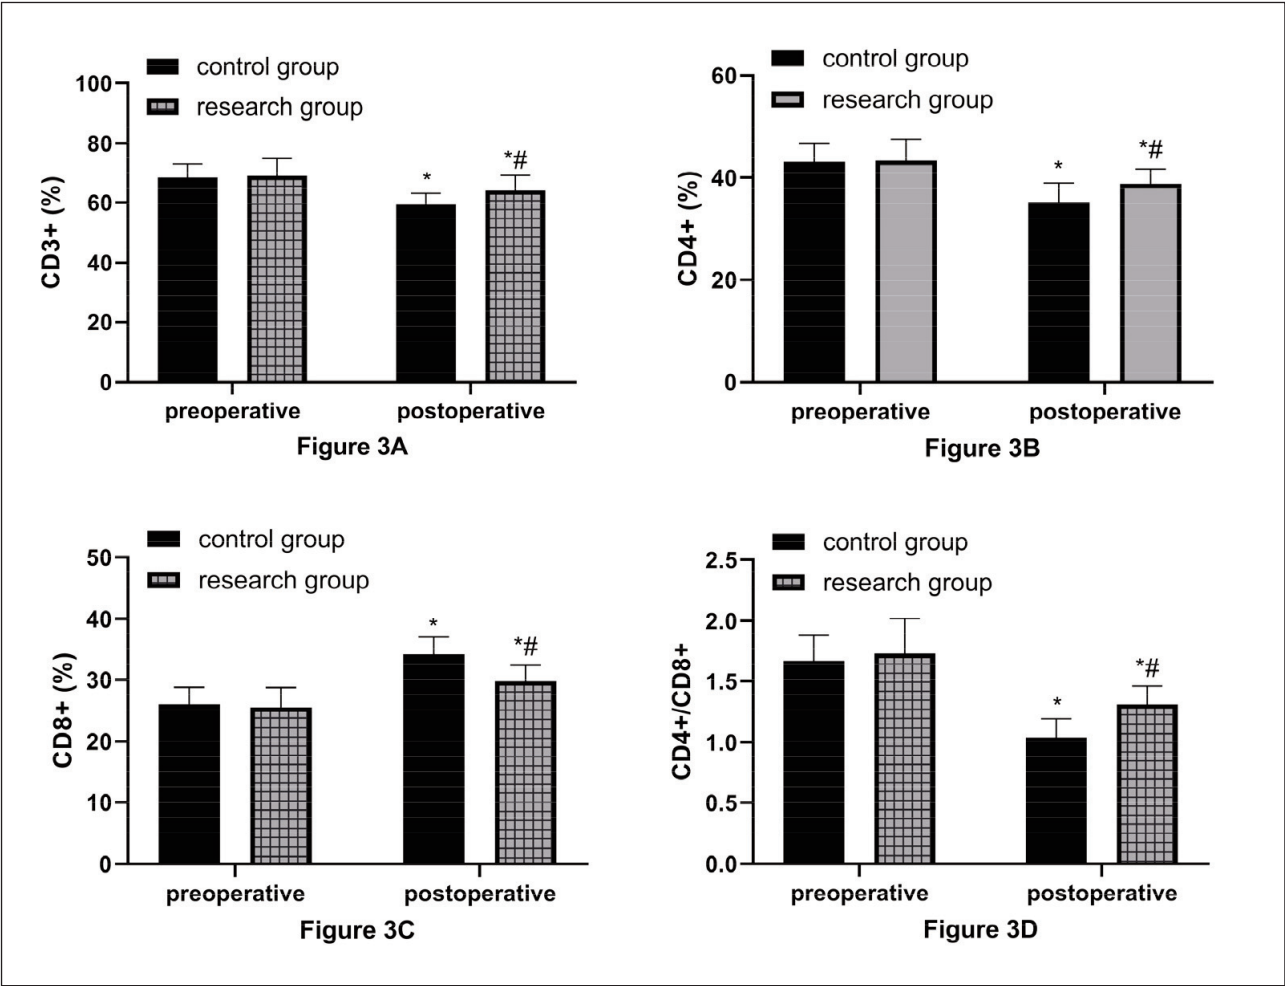 control group
research group
100
80
60
40
20
0
CD3+ (%)
*
*#
preoperative
postoperative
Figure 3A
control group
research group
60
40
20
0
CD4+ (%)
*
*#
preoperative
postoperative
Figure 3B
control group
research group
50
40
30
20
10
0
CD8+ (%)
*
*#
preoperative
postoperative
Figure 3C
control group
research group
2.5
2.0
1.5
1.0
0.5
0.0
CD4+/CD8+
*
*#
preoperative
postoperative
Figure 3D